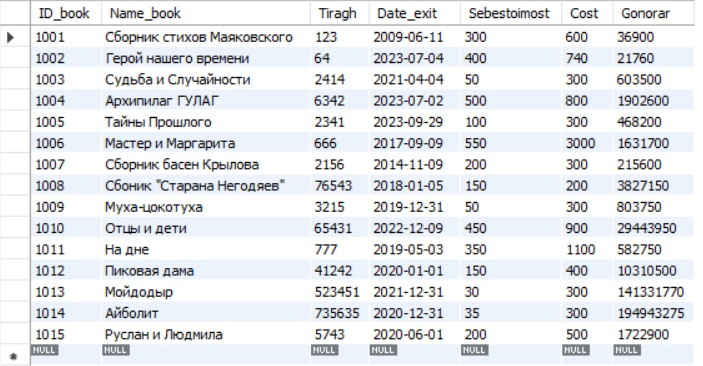 ID_book Name_book Tiragh Date_exit Sebestoimost Cost Gonorar
1001 Сборник стихов Маяковского 123 2009-06-11 300 600 36900
1002 Герой нашего времени 64 2023-07-04 400 740 21760
1003 Судьба и Случайности 2414 2021-04-04 50 300 603500
1004 Архипилаг ГУЛАГ 6342 2023-07-02 500 800 1902600
1005 Тайны Прошлого 2341 2023-09-29 100 300 468200
1006 Мастер и Маргарита 666 2017-09-09 550 3000 1631700
1007 Сборник басен Крылова 2156 2014-11-09 200 300 215600
1008 Сбоник "Старана Негодяев" 76543 2018-01-05 150 200 3827150
1009 Муха-цокотуха 3215 2019-12-31 50 300 803750
1010 Отцы и дети 65431 2022-12-09 450 900 29443950
1011 На дне 777 2019-05-03 350 1100 582750
1012 Пиковая дама 41242 2020-01-01 150 400 10310500
1013 Мойдодыр 523451 2021-12-31 30 300 141331770
1014 Айболит 735635 2020-12-31 35 300 194943275
1015 Руслан и Людмила 5743 2020-06-01 200 500 1722900
NULL NULL NULL NULL NULL NULL NULL